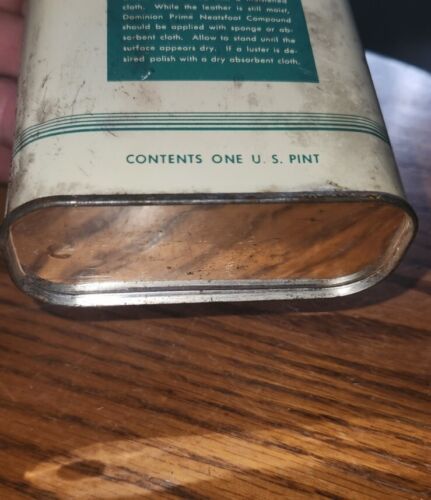 cloth. While the leather is still moist,
Dominion Prime Neatsfoot Compound
should be applied with sponge or ab-
so-bent cloth. Allow to stand until the
surface appears dry. If a luster is de-
sired polish with a dry absorbent cloth.
CONTENTS ONE U. S. PINT